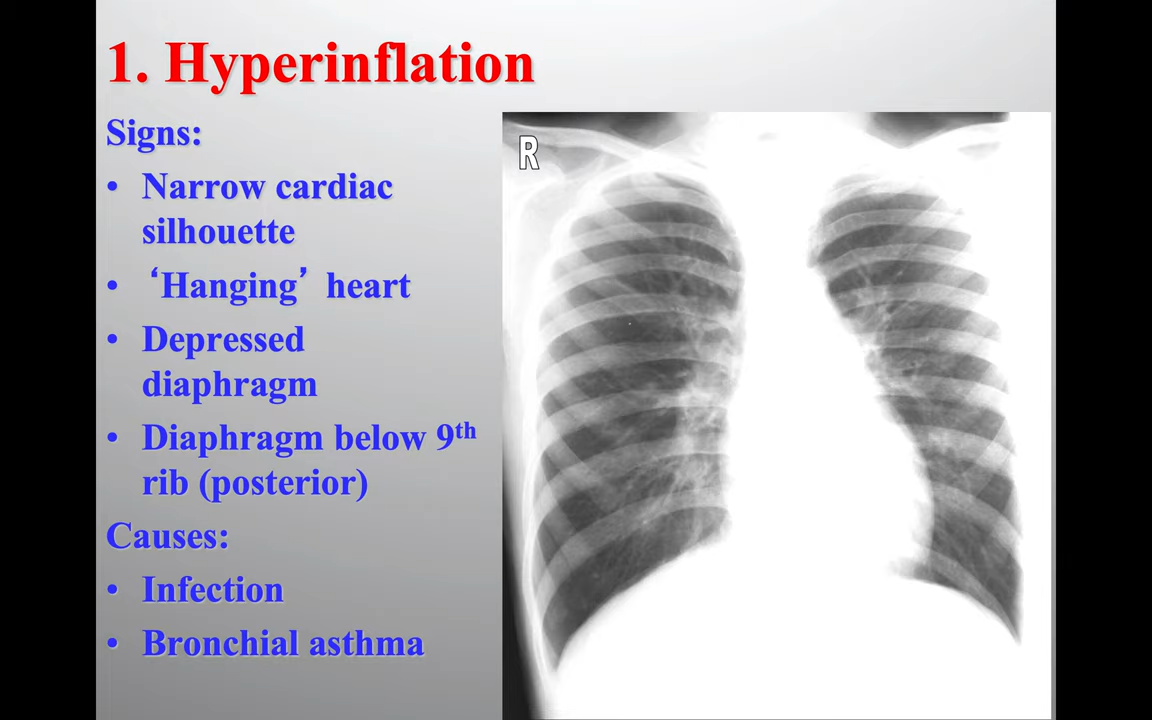 1. Hyperinflation
Signs:
• Narrow cardiac
silhouette
• ‘Hanging’ heart
• Depressed
diaphragm
• Diaphragm below 9th
rib (posterior)
Causes:
• Infection
• Bronchial asthma
R